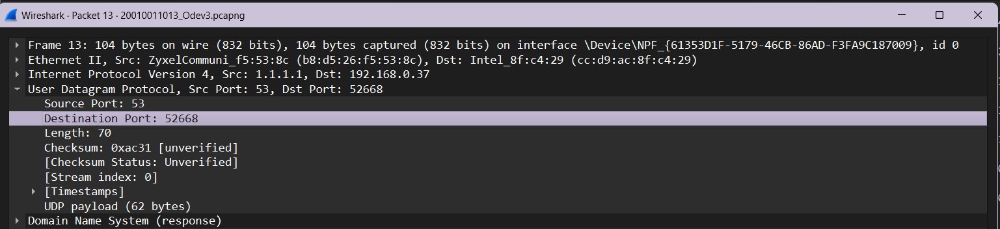 Wireshark · Packet 13 · 20010011013_Odev3.pcapng
Frame 13: 104 bytes on wire (832 bits), 104 bytes captured (832 bits) on interface \Device\NPF_{61353D1F-5179-46CB-86AD-F3FA9C187009}, id 0
Ethernet II, Src: ZyxelCommuni_f5:53:8c (b8:d5:26:f5:53:8c), Dst: Intel_8f:c4:29 (cc:d9:ac:8f:c4:29)
Internet Protocol Version 4, Src: 1.1.1.1, Dst: 192.168.0.37
User Datagram Protocol, Src Port: 53, Dst Port: 52668
Source Port: 53
Destination Port: 52668
Length: 70
Checksum: 0xac31 [unverified]
[Checksum Status: Unverified]
[Stream index: 0]
[Timestamps]
UDP payload (62 bytes)
Domain Name System (response)